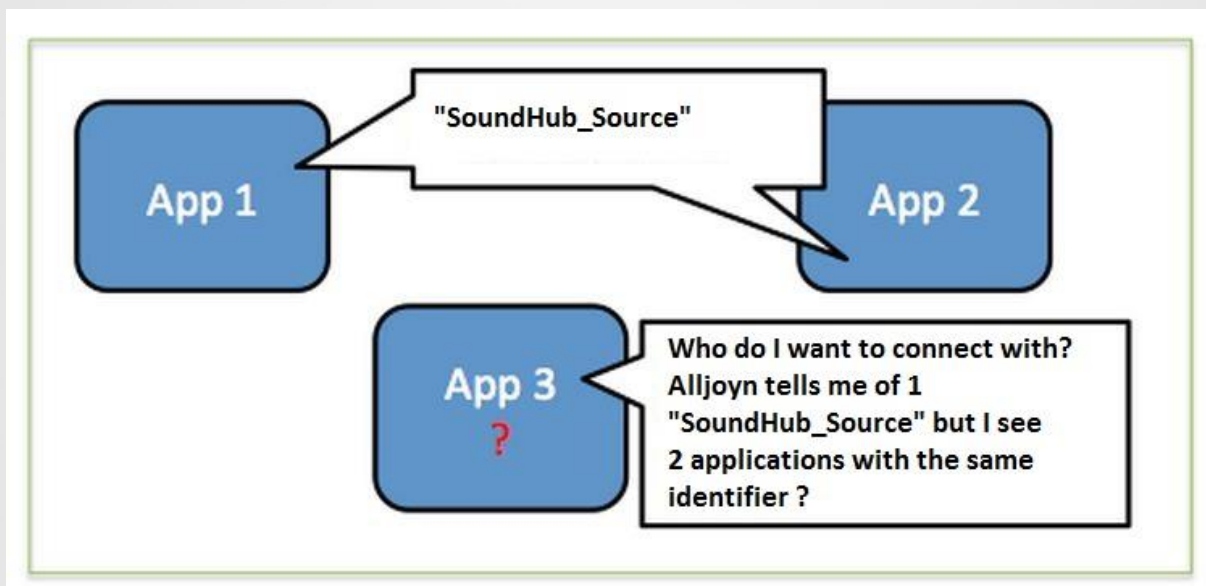 "SoundHub_Source"
App 1
App 2
App 3
?
Who do I want to connect with?
Alljoyn tells me of 1
"SoundHub_Source" but I see
2 applications with the same
identifier ?